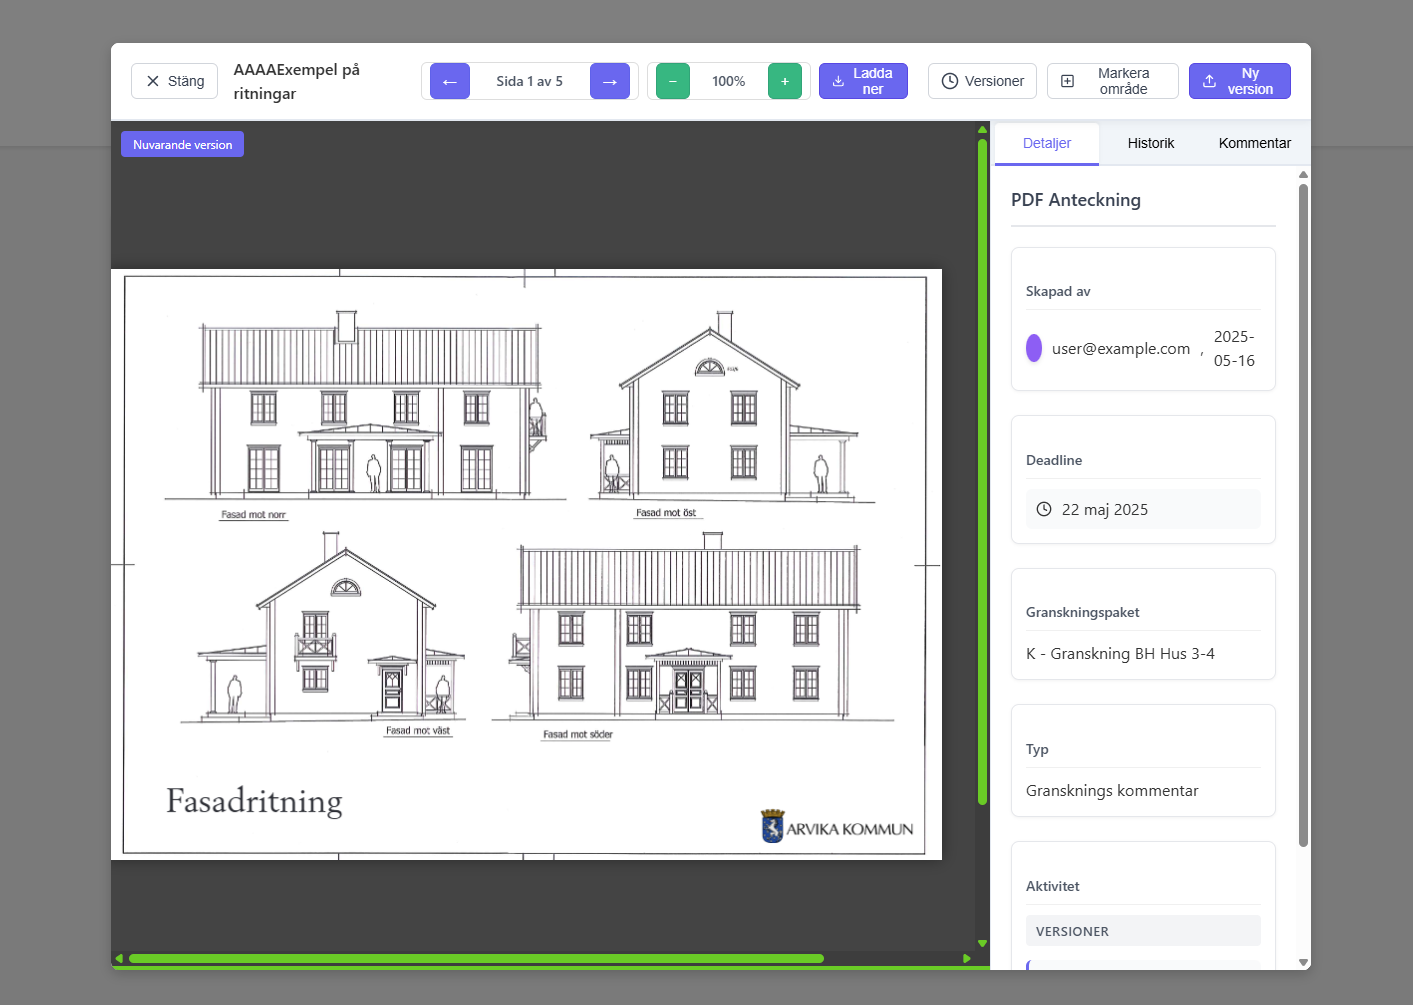 Stäng
AAAAExempel på
ritningar
←
Sida 1 av 5
→
−
100%
+
Ladda
ner
Versioner
Markera
område
Ny
version
Nuvarande version
Fasad mot norr
Fasad mot öst
Fasad mot väst
Fasad mot söder
Fasadritning
ARVIKA KOMMUN
Detaljer
Historik
Kommentar
PDF Anteckning
Skapad av
user@example.com , 2025-
05-16
Deadline
22 maj 2025
Granskningspaket
K - Granskning BH Hus 3-4
Typ
Gransknings kommentar
Aktivitet
VERSIONER